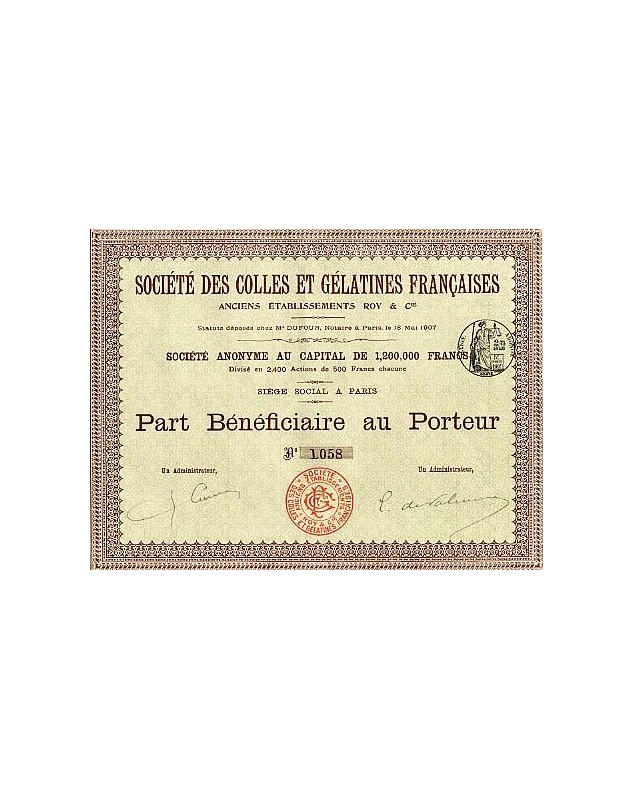 SOCIÉTÉ DES COLLES ET GÉLATINES FRANÇAISES
ANCIENS ÉTABLISSEMENTS ROY & Cie
Statuts déposés chez Me DUFOUR, Notaire à Paris, le 18 Mai 1907
SOCIÉTÉ ANONYME AU CAPITAL DE 1,200,000 FRANCS
Divisé en 2,400 Actions de 500 Francs chacune
SIÈGE SOCIAL A PARIS
Part Bénéficiaire au Porteur
No 1.058
Un Administrateur,
Un Administrateur,
SOCIÉTÉ
DES COLLES ET GÉLATINES FRANÇAISES
ANCIENS ÉTABLISSEMENTS
ROY & Cie